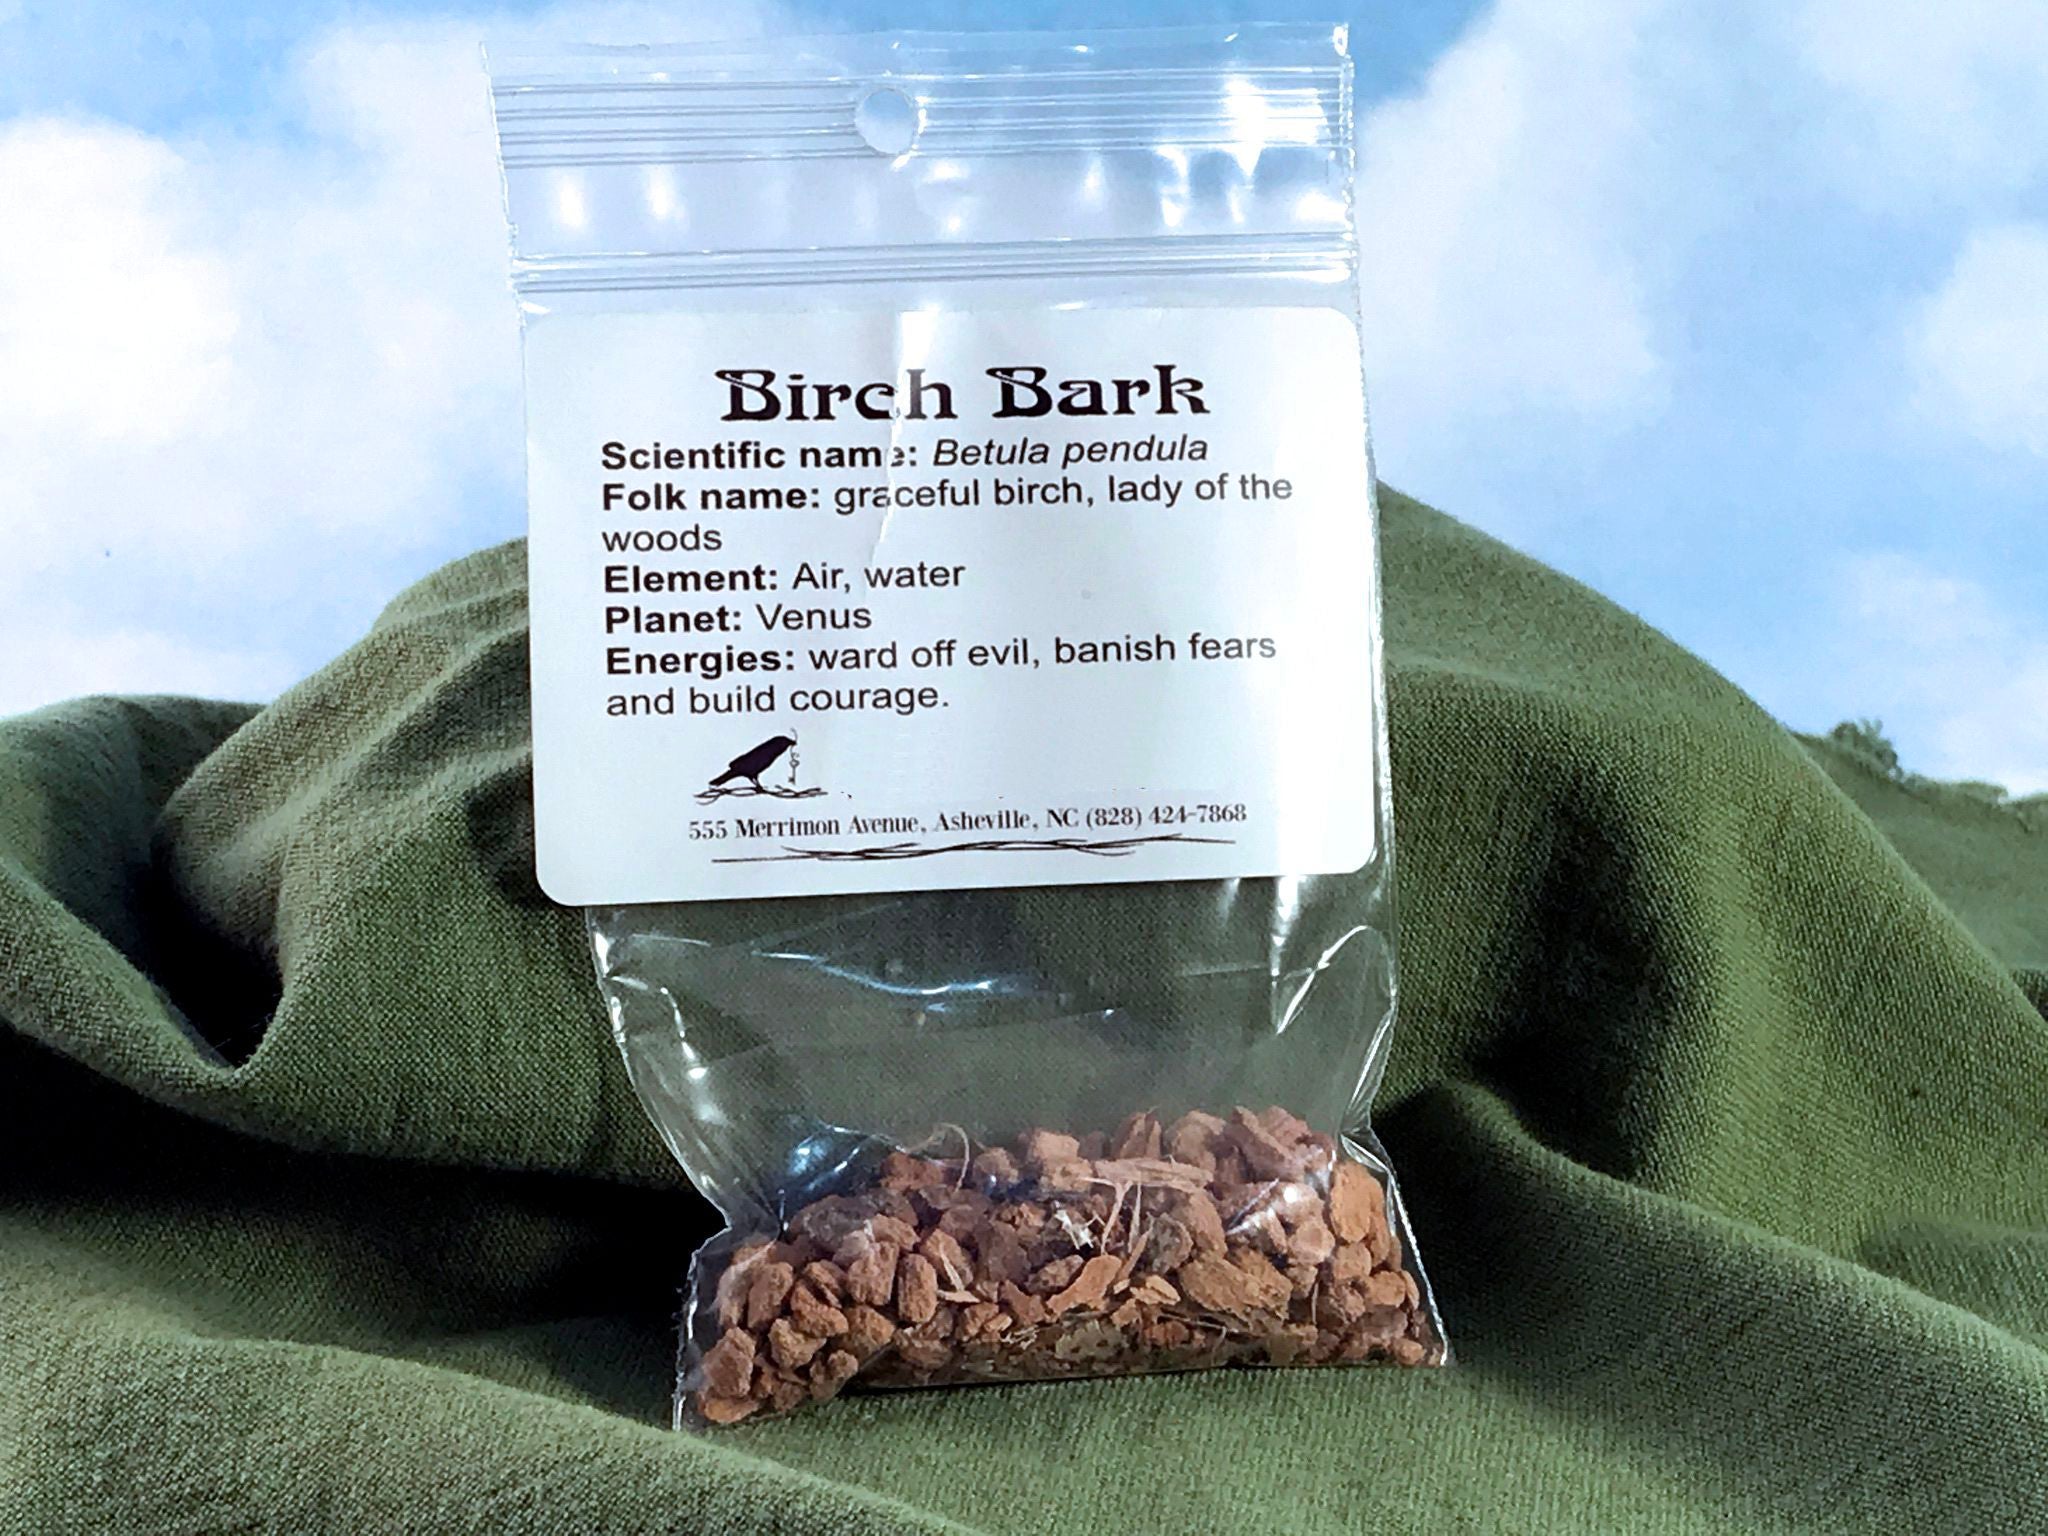 Birch Bark
Scientific name: Betula pendula
Folk name: graceful birch, lady of the
woods
Element: Air, water
Planet: Venus
Energies: ward off evil, banish fears
and build courage.
555 Merrimon Avenue, Asheville, NC (828) 424-7868